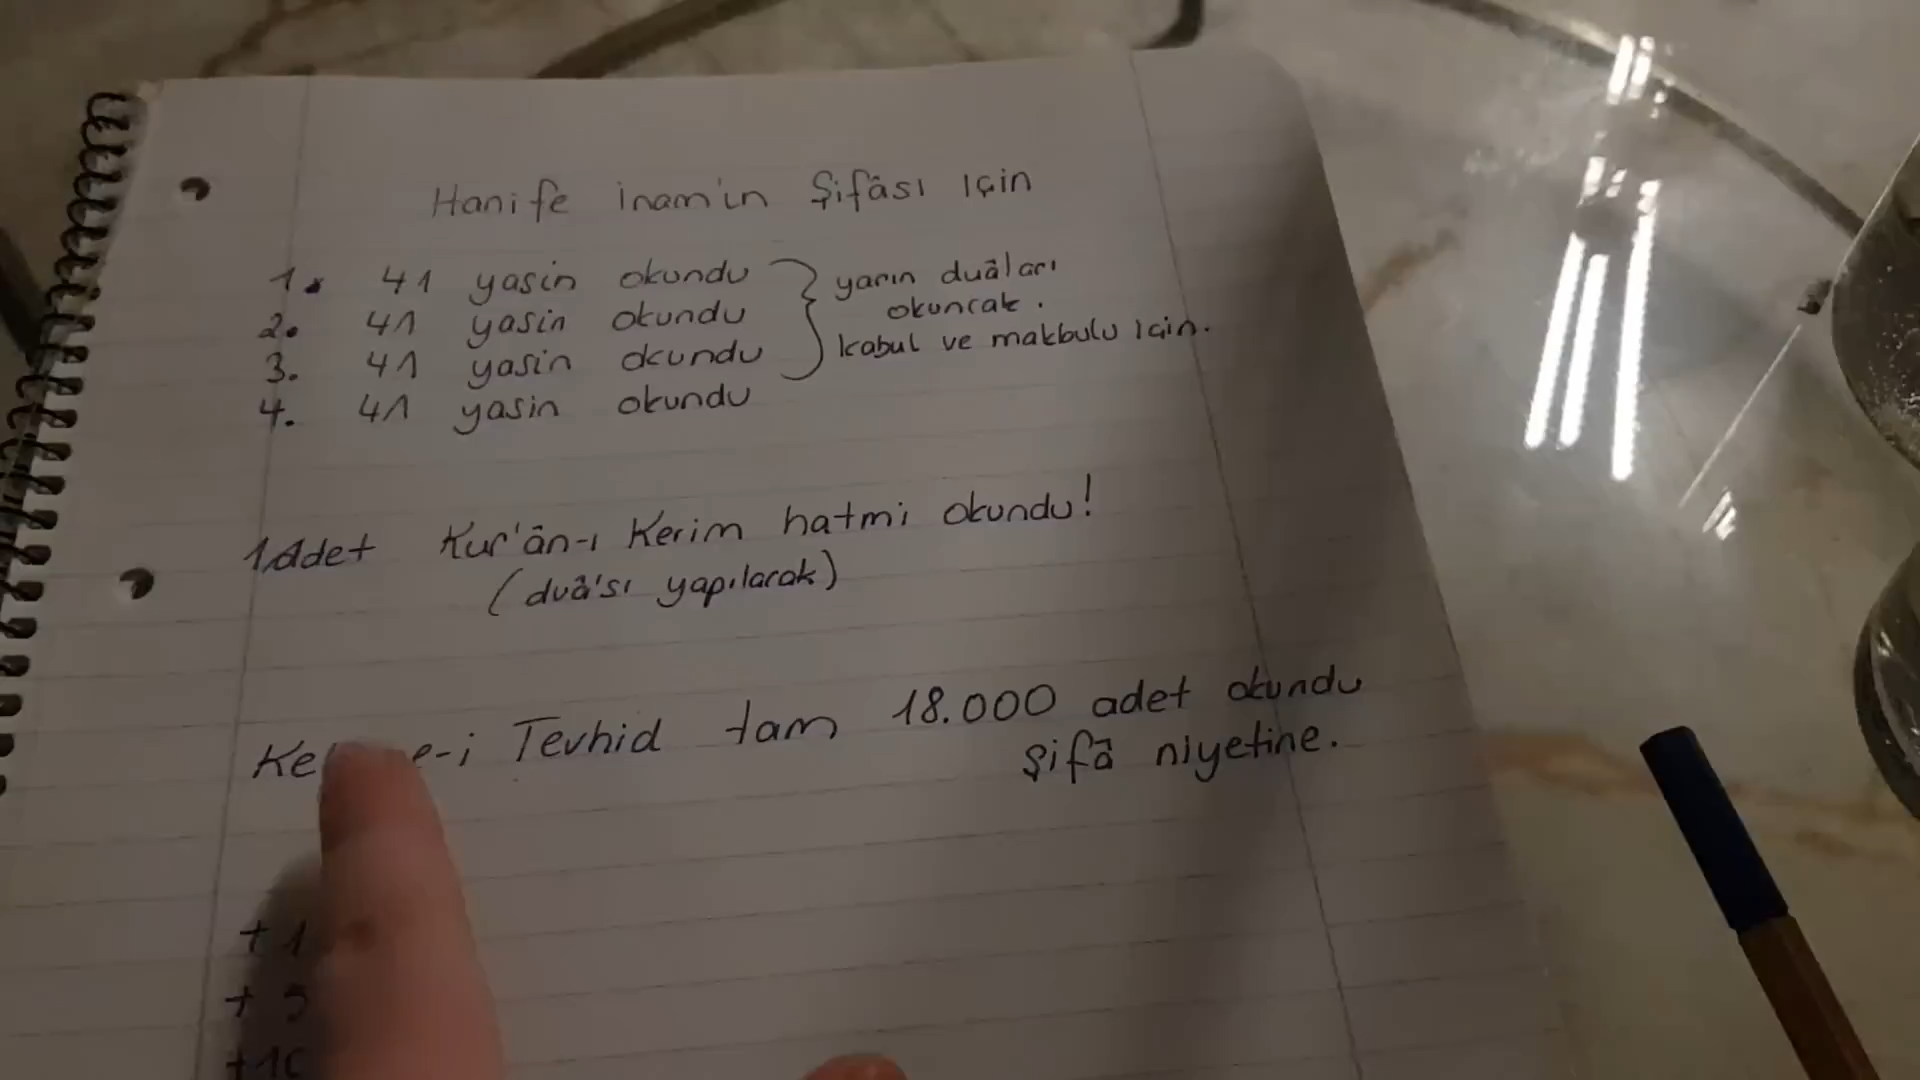 Hanife inam'ın Şifâsı için
1. 41 yasin okundu
2. 41 yasin okundu
3. 41 yasin okundu
4. 41 yasin okundu
yarın duâları
okuncak.
kabul ve makbulu için.
1 Adet Kur'ân-ı Kerim hatmi okundu!
(duâ'sı yapılacak)
Tevhid tam 18.000 adet okundu
şifâ niyetine.